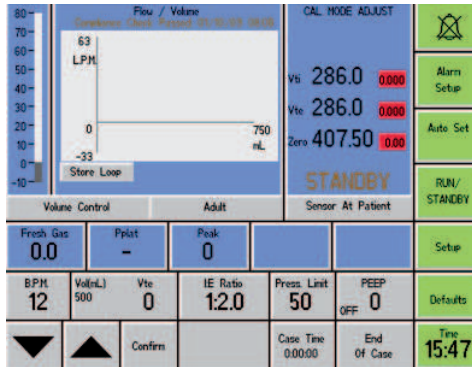 80-
70-
60-
50-
40-
30-
20-
10-
0-
-10-
Flow / Volume
63
L.P.M.
0
-33
750
mL
Store Loop
CAL MODE ADJUST
Vti 286.0 0.000
Vte 286.0 0.000
Zero 407.50 0.00
STANDBY
Volume Control
Adult
Sensor At Patient
Alarm
Setup
Auto Set
RUN/
STANDBY
Setup
Defaults
Time
15:47
Fresh Gas
0.0
Pplat
-
Peak
0
B.P.M.
12
Vol(mL)
500
Vte
0
I:E Ratio
1:2.0
Press. Limit
50
PEEP
OFF 0
Confirm
Case Time
0:00:00
End
Of Case